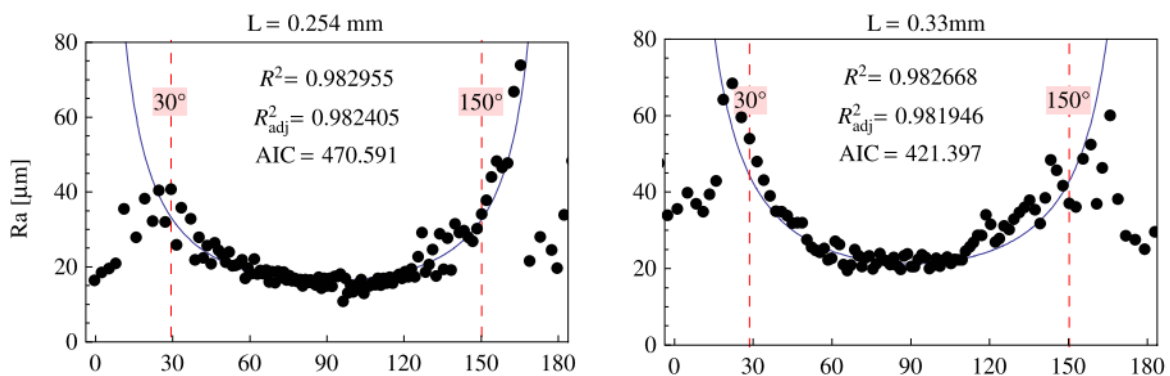 L = 0.254 mm
80
60
40
20
0
Ra [μm]
R²= 0.982955
R²adj= 0.982405
AIC = 470.591
30°
150°
0 30 60 90 120 150 180
L = 0.33mm
80
60
40
20
0
R²= 0.982668
R²adj= 0.981946
AIC = 421.397
30°
150°
0 30 60 90 120 150 180